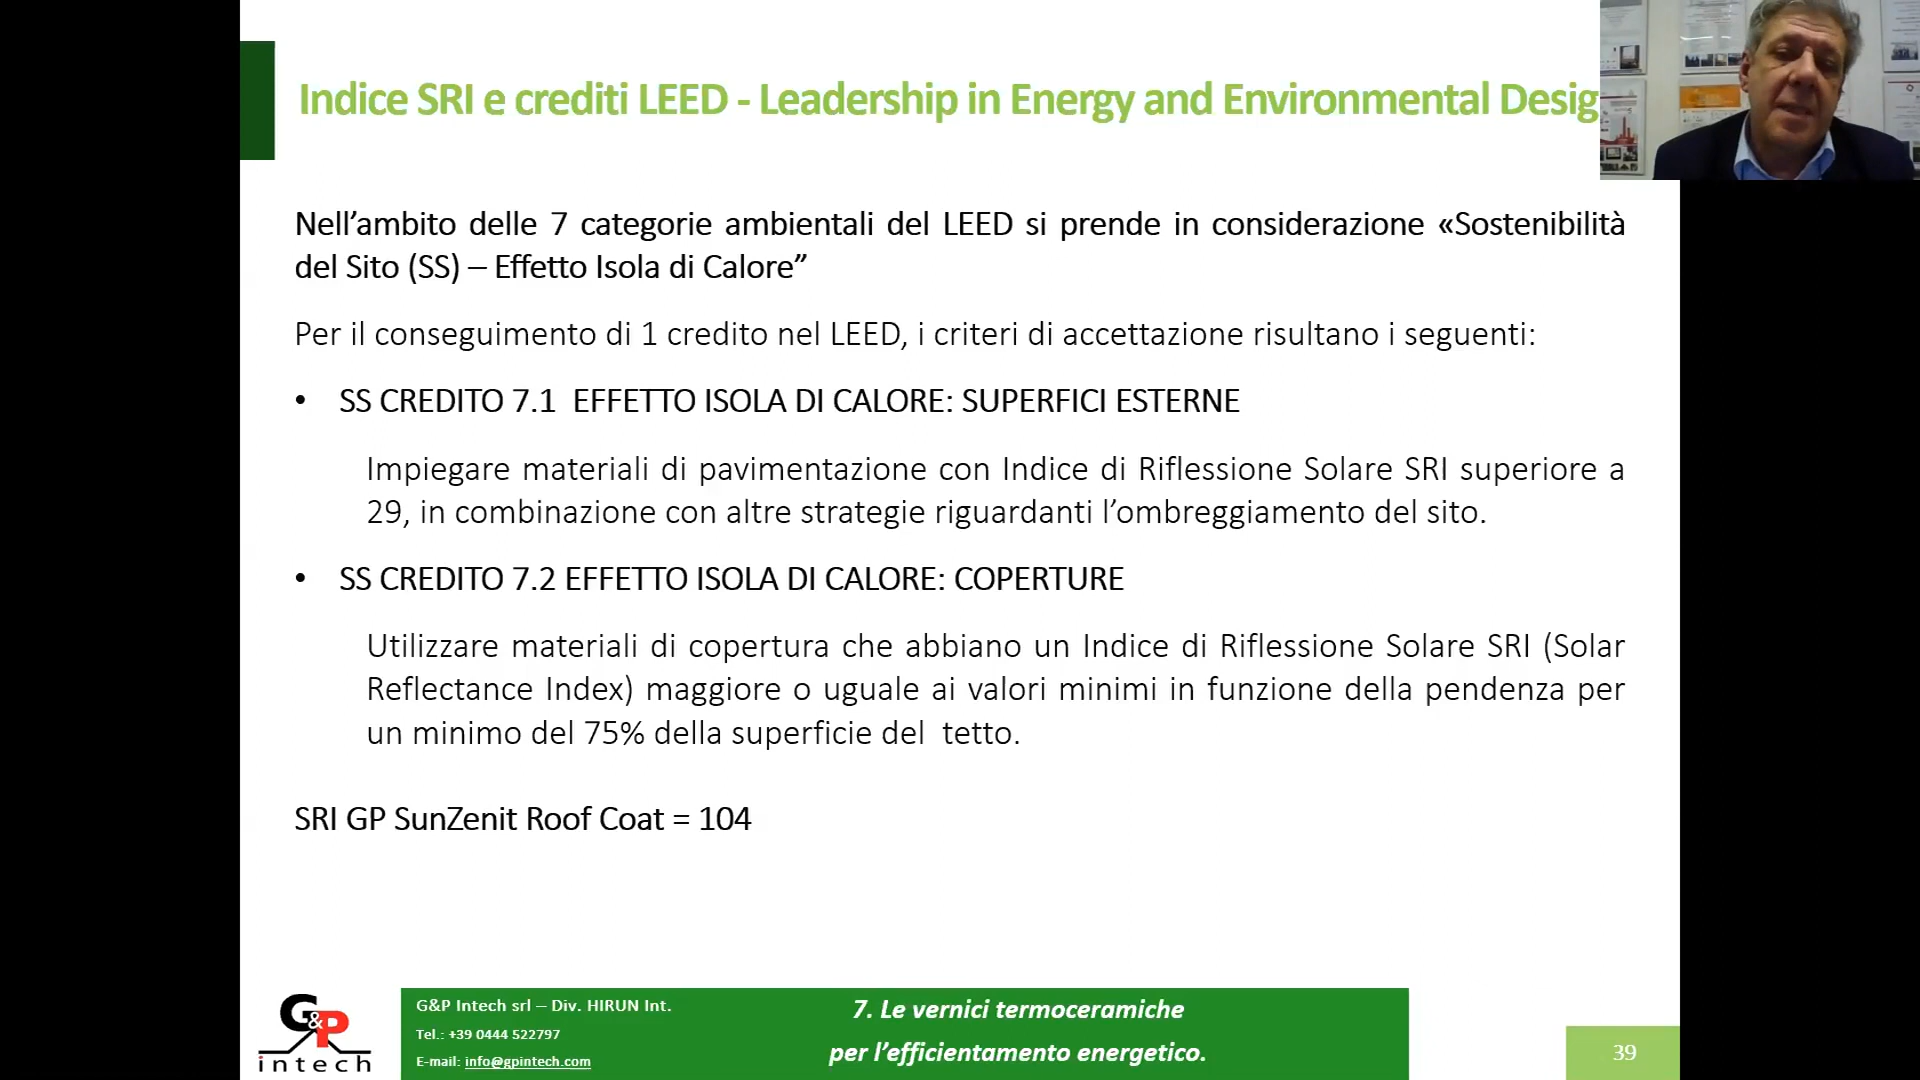 Indice SRI e crediti LEED - Leadership in Energy and Environmental Desig
Nell’ambito delle 7 categorie ambientali del LEED si prende in considerazione «Sostenibilità
del Sito (SS) – Effetto Isola di Calore”
Per il conseguimento di 1 credito nel LEED, i criteri di accettazione risultano i seguenti:
• SS CREDITO 7.1 EFFETTO ISOLA DI CALORE: SUPERFICI ESTERNE
Impiegare materiali di pavimentazione con Indice di Riflessione Solare SRI superiore a
29, in combinazione con altre strategie riguardanti l’ombreggiamento del sito.
• SS CREDITO 7.2 EFFETTO ISOLA DI CALORE: COPERTURE
Utilizzare materiali di copertura che abbiano un Indice di Riflessione Solare SRI (Solar
Reflectance Index) maggiore o uguale ai valori minimi in funzione della pendenza per
un minimo del 75% della superficie del tetto.
SRI GP SunZenit Roof Coat = 104
G&P
intech
G&P Intech srl – Div. HIRUN Int.
Tel.: +39 0444 522797
E-mail: info@gpintech.com
7. Le vernici termoceramiche
per l’efficientamento energetico.
39